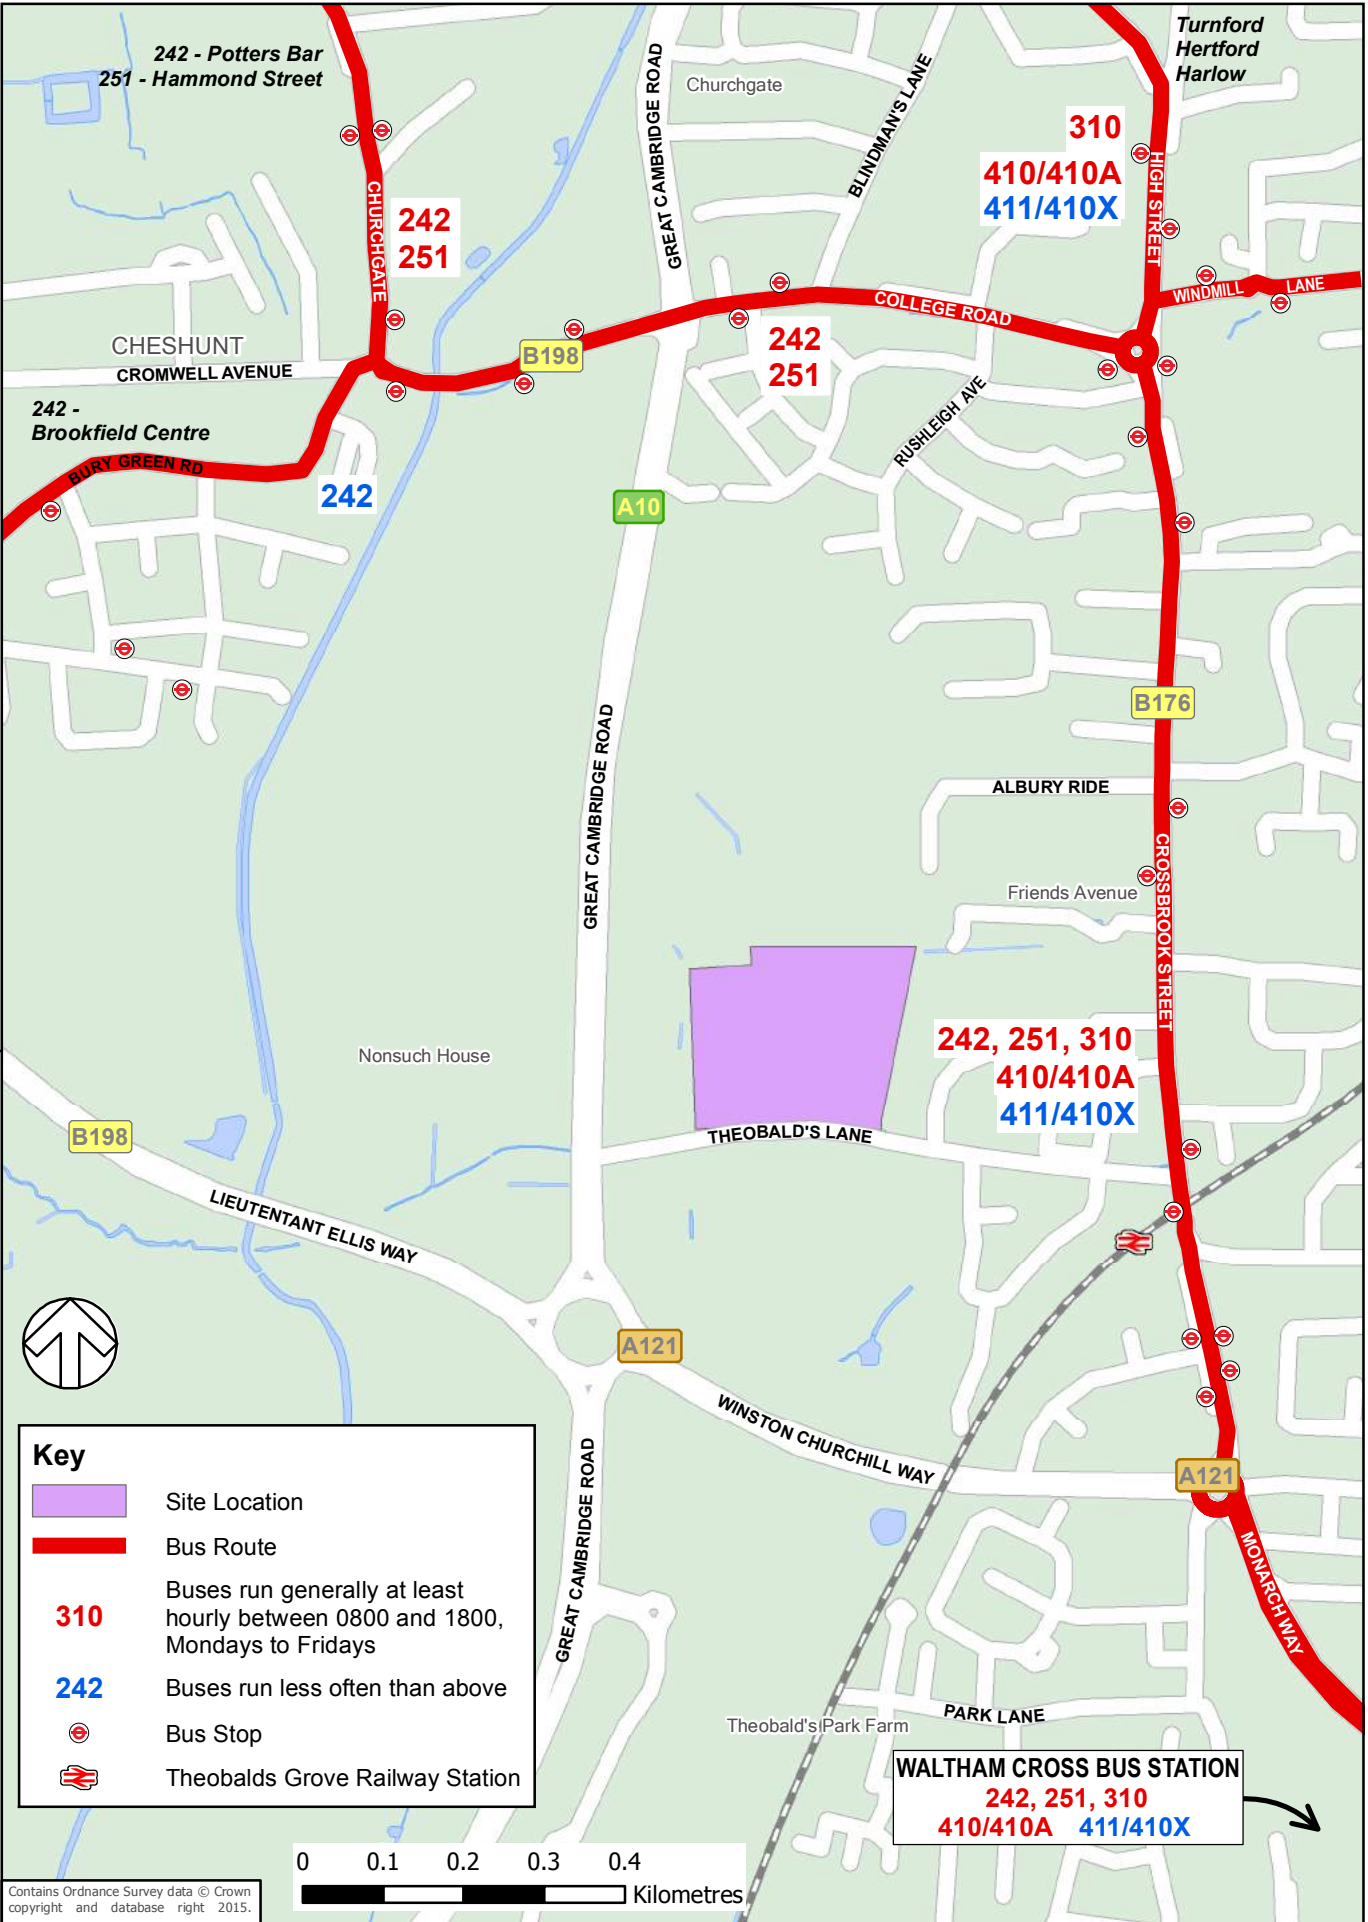 242 - Potters Bar
251 - Hammond Street
Turnford
Hertford
Harlow
Churchgate
GREAT CAMBRIDGE ROAD
BLINDMAN'S LANE
310
410/410A
411/410X
HIGH STREET
CHURCHGATE
242
251
WINDMILL LANE
COLLEGE ROAD
CHESHUNT
CROMWELL AVENUE
B198
242
251
RUSHLEIGH AVE
242 -
Brookfield Centre
BURY GREEN RD
242
A10
B176
GREAT CAMBRIDGE ROAD
ALBURY RIDE
CROSSBROOK STREET
Friends Avenue
Nonsuch House
242, 251, 310
410/410A
411/410X
B198
THEOBALD'S LANE
LIEUTENTANT ELLIS WAY
A121
WINSTON CHURCHILL WAY
A121
GREAT CAMBRIDGE ROAD
MONARCH WAY
Key
Site Location
Bus Route
310
Buses run generally at least
hourly between 0800 and 1800,
Mondays to Fridays
242
Buses run less often than above
Bus Stop
Theobalds Grove Railway Station
PARK LANE
Theobald's Park Farm
WALTHAM CROSS BUS STATION
242, 251, 310
410/410A 411/410X
0 0.1 0.2 0.3 0.4
Kilometres
Contains Ordnance Survey data © Crown
copyright and database right 2015.